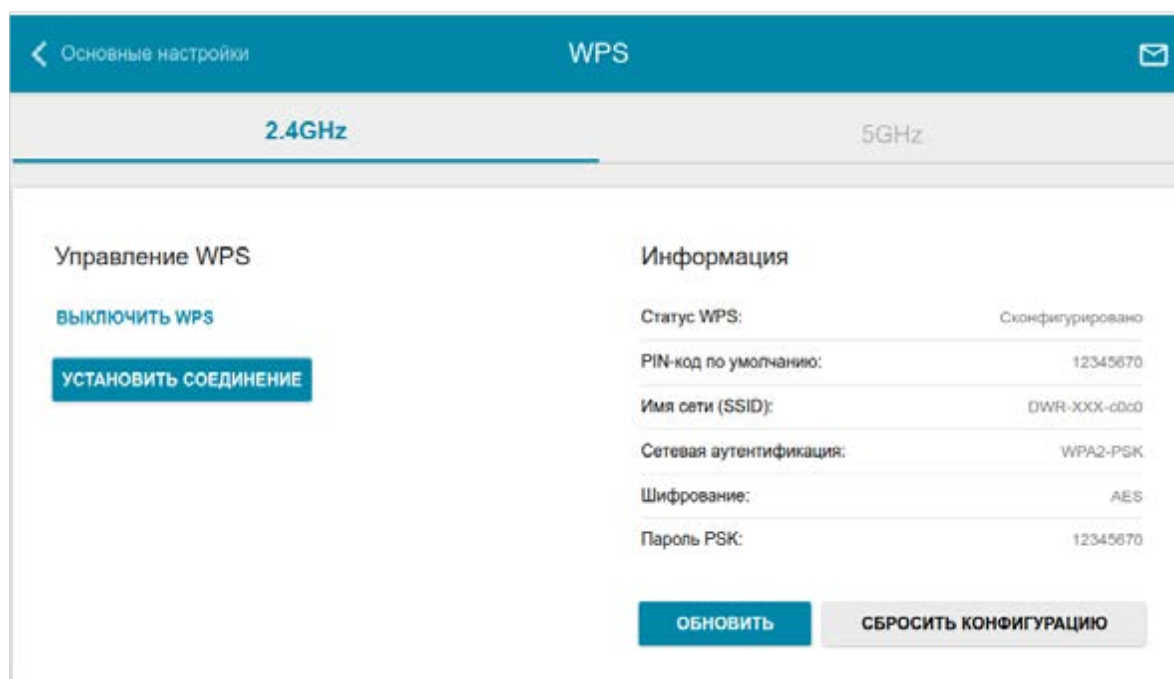 Основные настройки
WPS
2.4GHz
5GHz
Управление WPS
ВЫКЛЮЧИТЬ WPS
УСТАНОВИТЬ СОЕДИНЕНИЕ
Информация
Статус WPS: Сконфигурировано
PIN-код по умолчанию: 12345670
Имя сети (SSID): DWR-XXX-c0c0
Сетевая аутентификация: WPA2-PSK
Шифрование: AES
Пароль PSK: 12345670
ОБНОВИТЬ
СБРОСИТЬ КОНФИГУРАЦИЮ